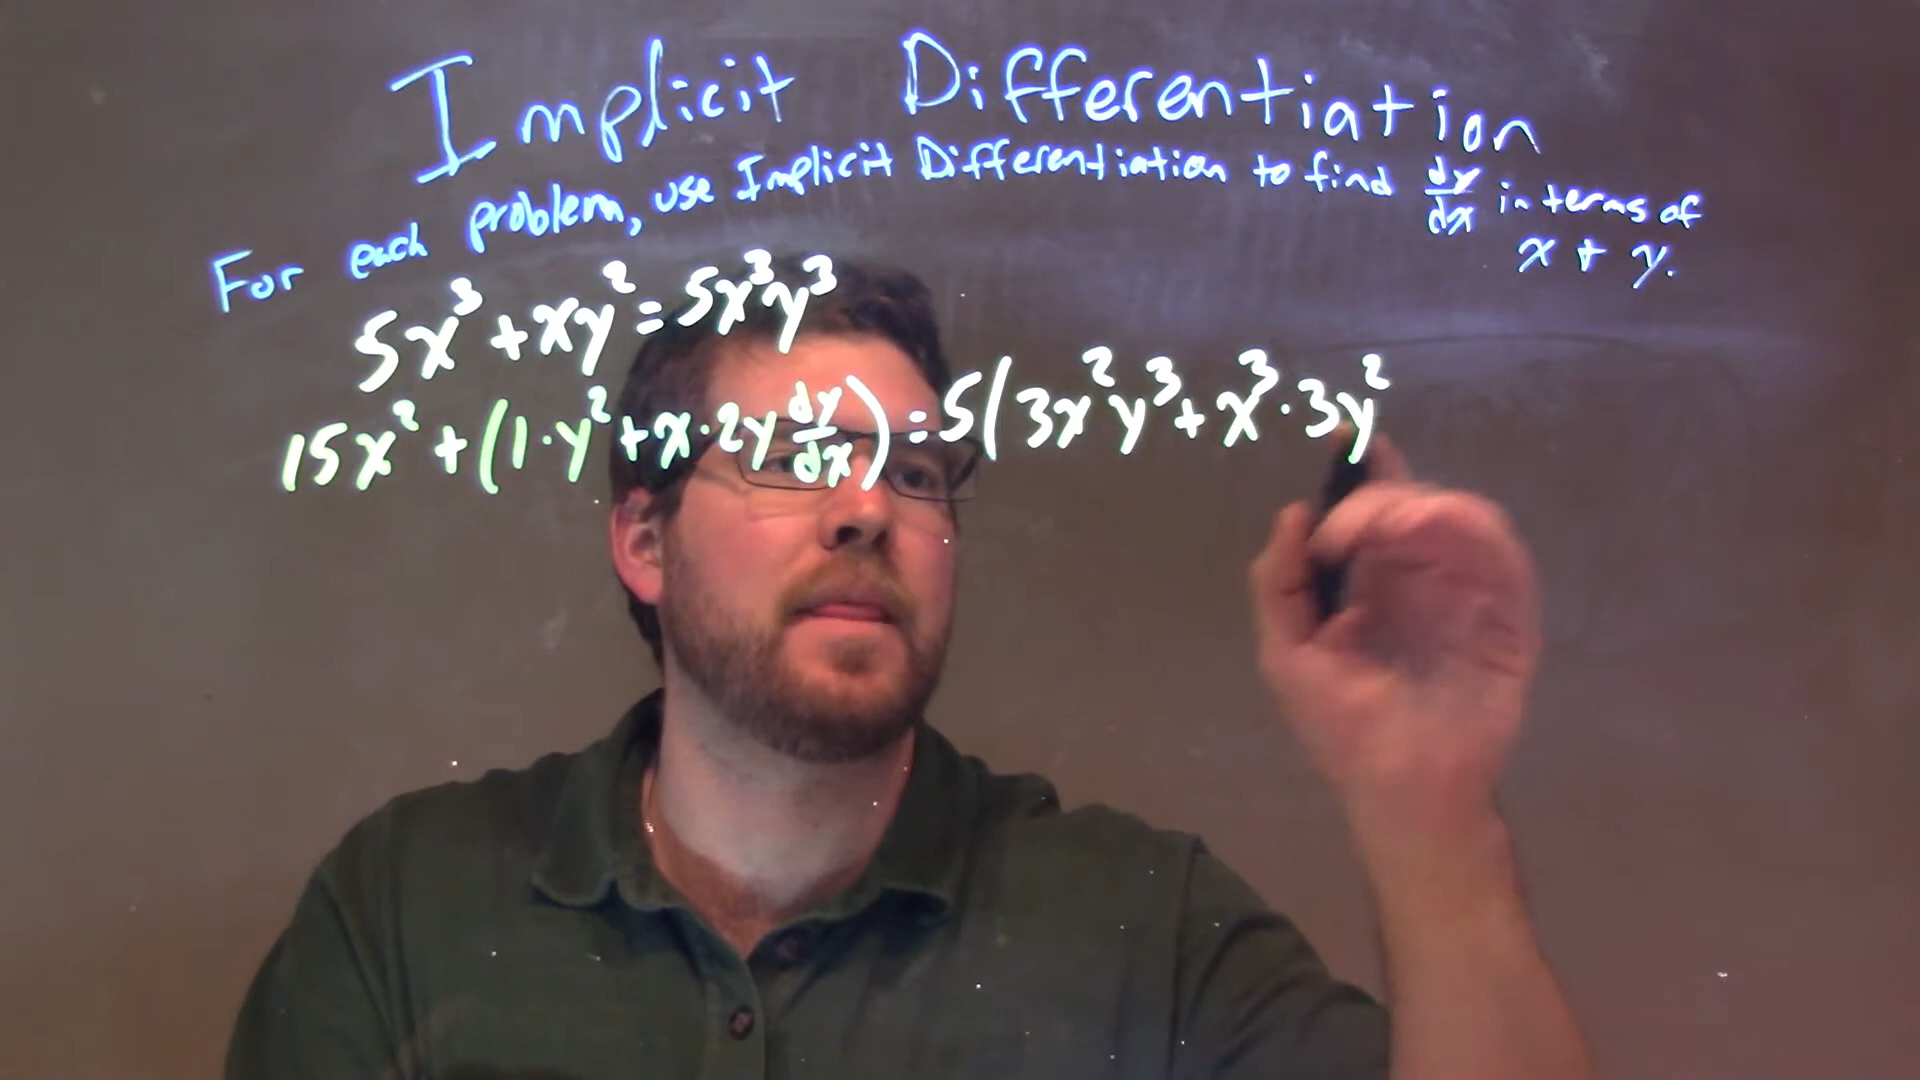 Implicit Differentiation
For each problem, use Implicit Differentiation to find dy/dx in terms of
x + y.
5x³+xy²=5x³y³
15x²+(1·y²+x·2y dy/dx)=5(3x²y³+x³·3y²